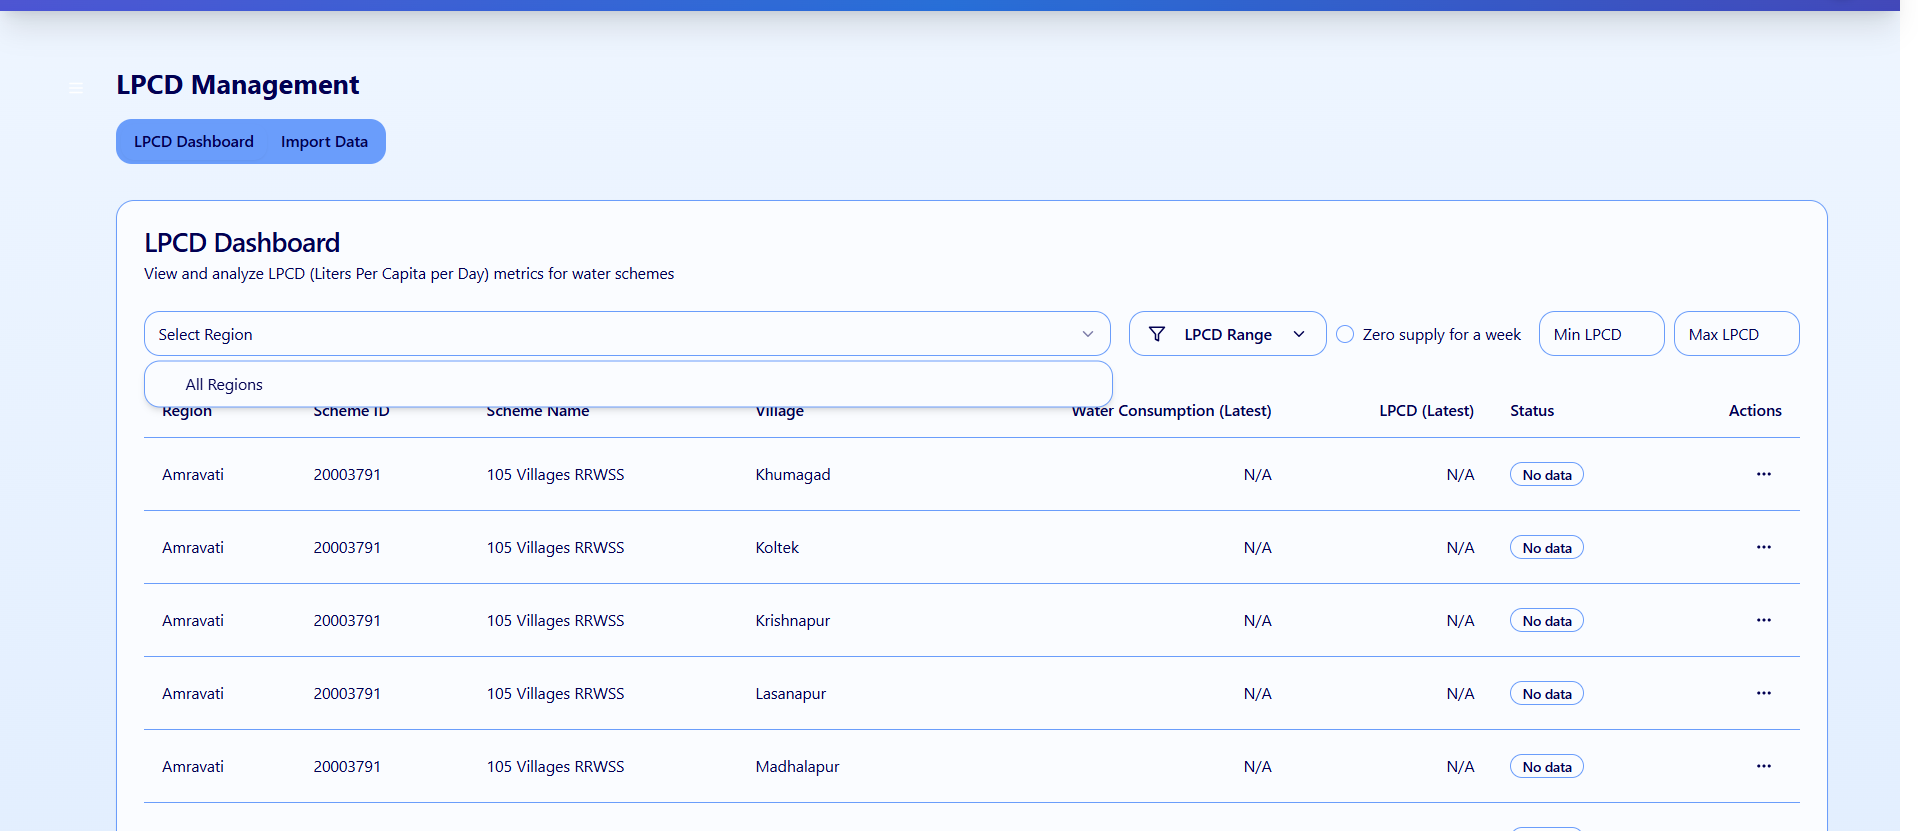 LPCD Management
LPCD Dashboard Import Data
LPCD Dashboard
View and analyze LPCD (Liters Per Capita per Day) metrics for water schemes
Select Region LPCD Range Zero supply for a week Min LPCD Max LPCD
All Regions
Region Scheme ID Scheme Name Village Water Consumption (Latest) LPCD (Latest) Status Actions
Amravati 20003791 105 Villages RRWSS Khumagad N/A N/A No data
Amravati 20003791 105 Villages RRWSS Koltek N/A N/A No data
Amravati 20003791 105 Villages RRWSS Krishnapur N/A N/A No data
Amravati 20003791 105 Villages RRWSS Lasanapur N/A N/A No data
Amravati 20003791 105 Villages RRWSS Madhalapur N/A N/A No data